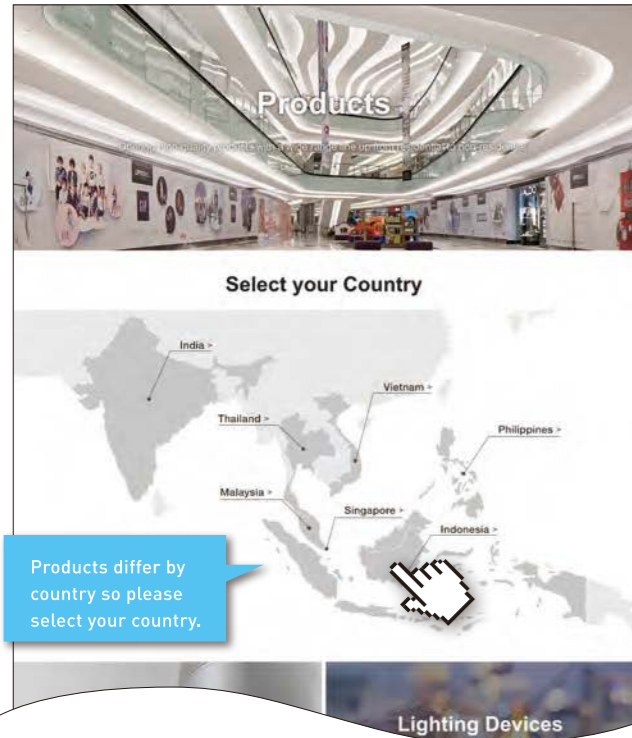 Products
Select your Country
India >
Vietnam >
Thailand >
Philippines >
Malaysia >
Singapore >
Indonesia >
Products differ by
country so please
select your country.
Lighting Devices